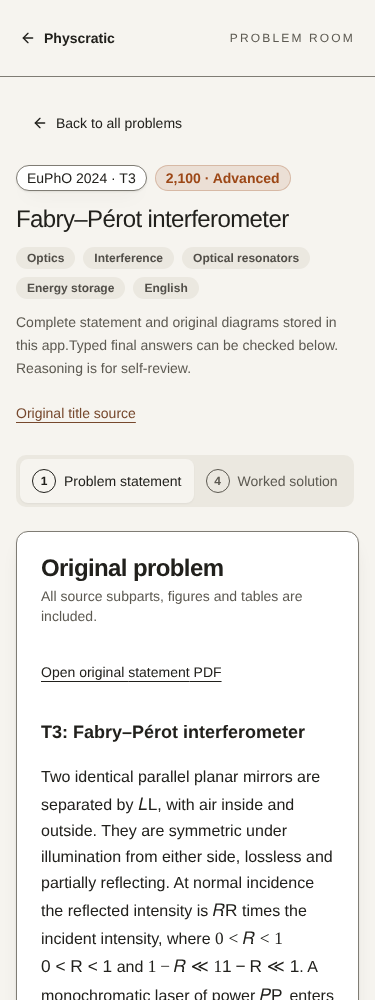 ← Physcratic
PROBLEM ROOM
← Back to all problems
EuPhO 2024 · T3
2,100 · Advanced
Fabry–Pérot interferometer
Optics
Interference
Optical resonators
Energy storage
English
Complete statement and original diagrams stored in
this app.Typed final answers can be checked below.
Reasoning is for self-review.
Original title source
1 Problem statement
4 Worked solution
Original problem
All source subparts, figures and tables are
included.
Open original statement PDF
T3: Fabry–Pérot interferometer
Two identical parallel planar mirrors are
separated by LL, with air inside and
outside. They are symmetric under
illumination from either side, lossless and
partially reflecting. At normal incidence
the reflected intensity is RR times the
incident intensity, where 0 < R < 1
0 < R < 1 and 1 − R ≪ 11 − R ≪ 1. A
monochromatic laser of power PP enters